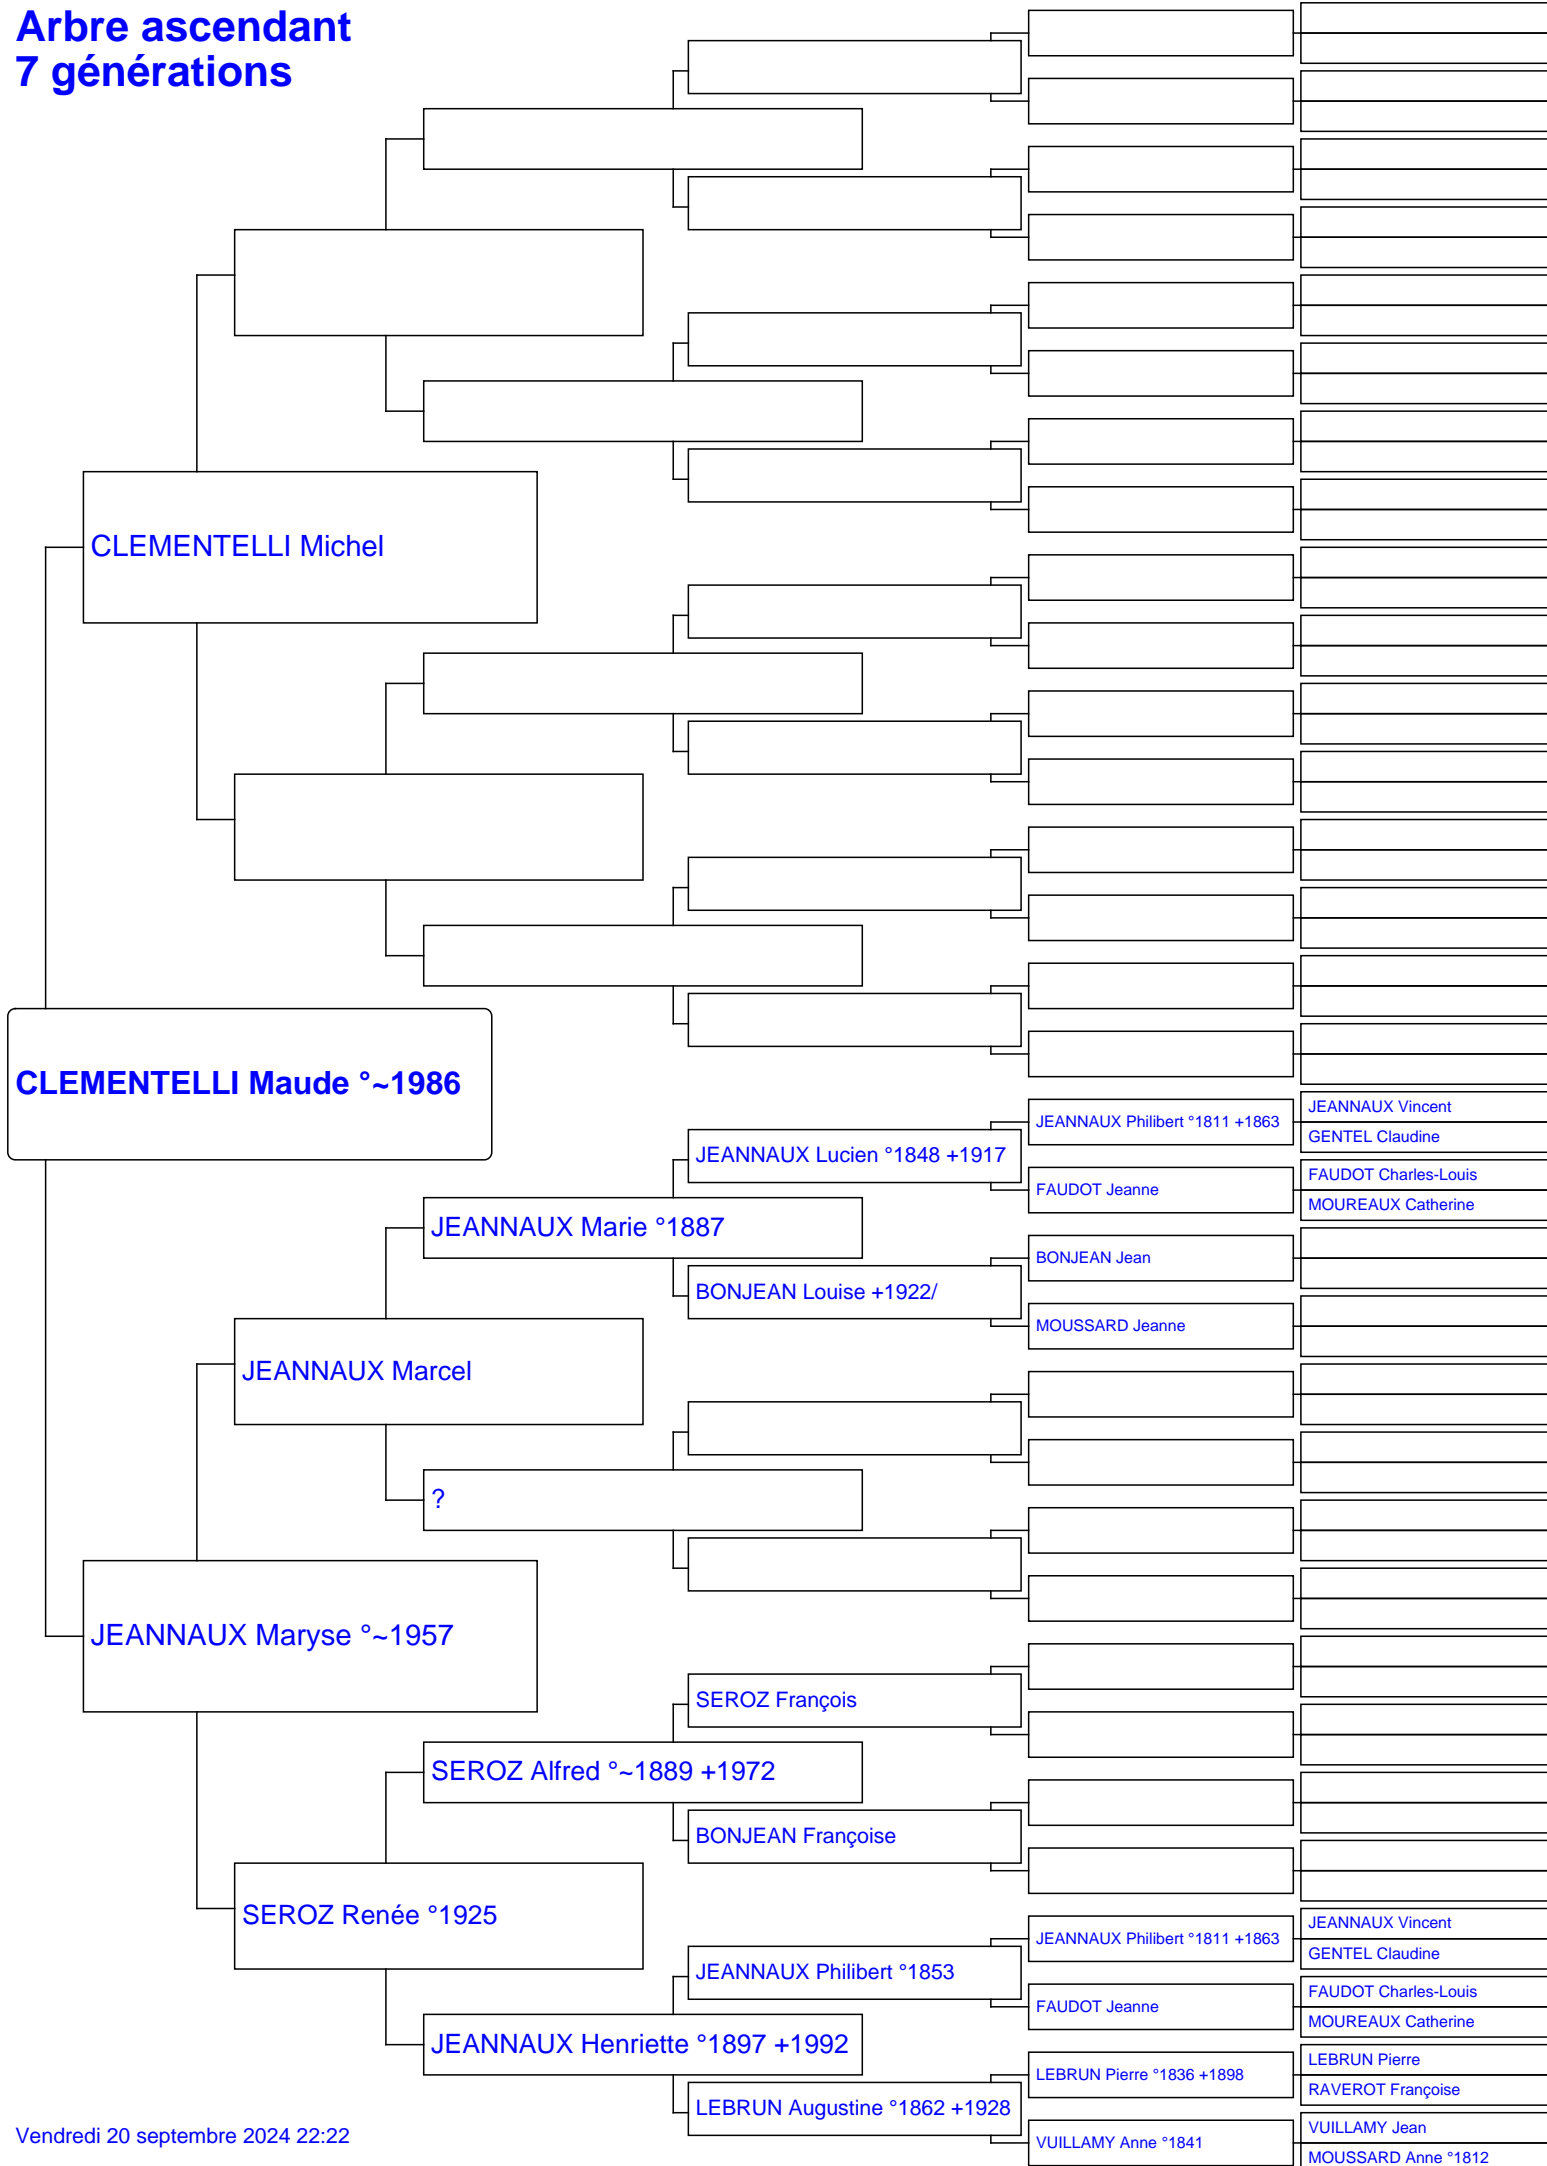 Arbre ascendant
7 générations
CLEMENTELLI Michel
CLEMENTELLI Maude °~1986
JEANNAUX Vincent
JEANNAUX Philibert °1811 +1863
GENTEL Claudine
JEANNAUX Lucien °1848 +1917
FAUDOT Charles-Louis
FAUDOT Jeanne
MOUREAUX Catherine
JEANNAUX Marie °1887
BONJEAN Jean
BONJEAN Louise +1922/
MOUSSARD Jeanne
JEANNAUX Marcel
?
JEANNAUX Maryse °~1957
SEROZ François
SEROZ Alfred °~1889 +1972
BONJEAN Françoise
SEROZ Renée °1925
JEANNAUX Vincent
JEANNAUX Philibert °1811 +1863
GENTEL Claudine
JEANNAUX Philibert °1853
FAUDOT Charles-Louis
FAUDOT Jeanne
MOUREAUX Catherine
JEANNAUX Henriette °1897 +1992
LEBRUN Pierre
LEBRUN Pierre °1836 +1898
RAVEROT Françoise
LEBRUN Augustine °1862 +1928
VUILLAMY Jean
VUILLAMY Anne °1841
MOUSSARD Anne °1812
Vendredi 20 septembre 2024 22:22